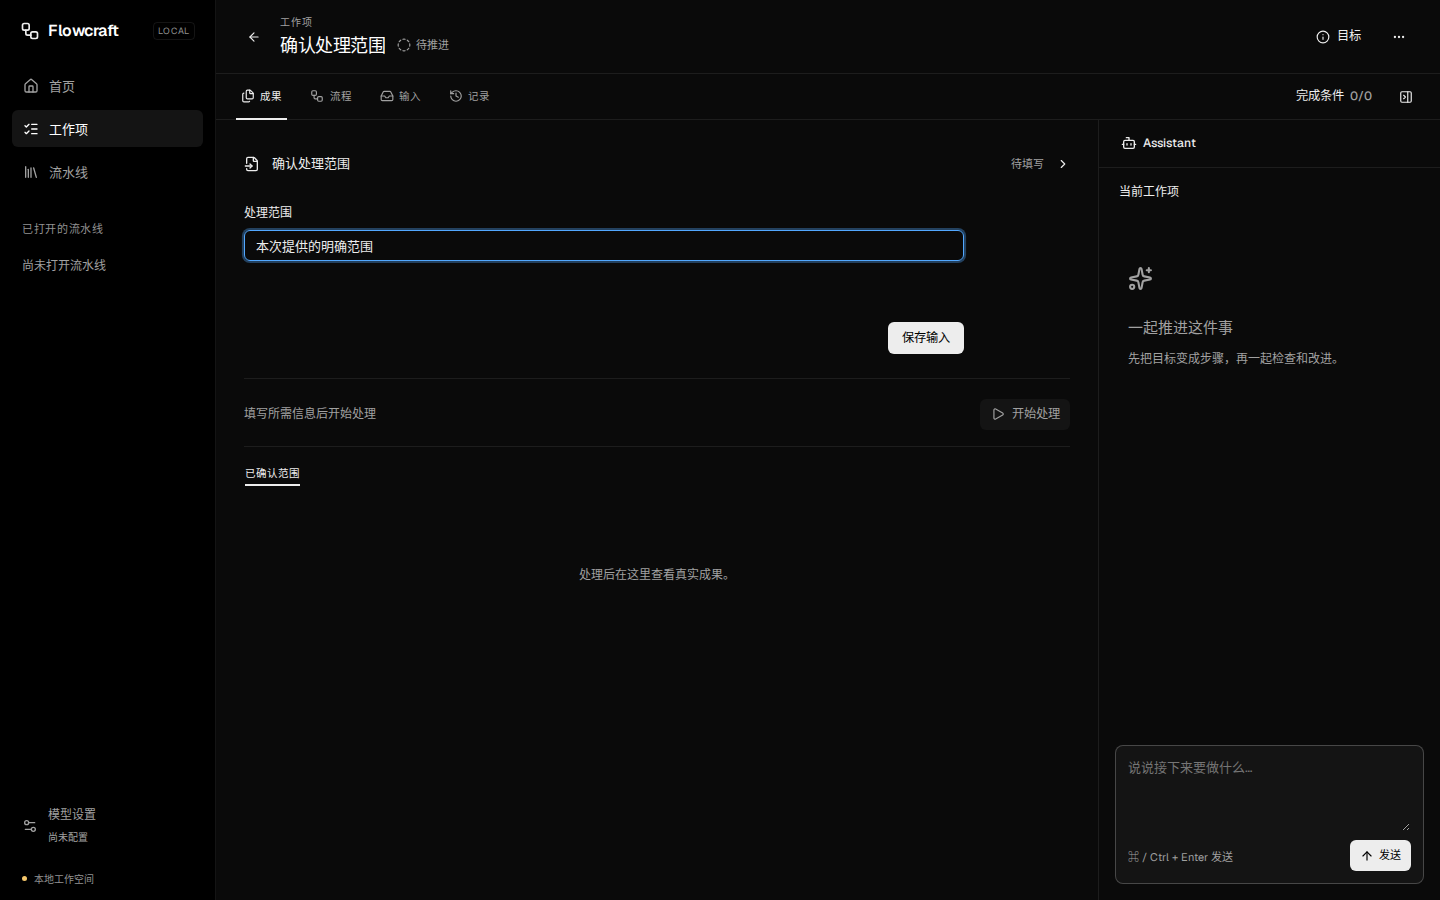 Flowcraft
LOCAL
首页
工作项
流水线
已打开的流水线
尚未打开流水线
模型设置
尚未配置
本地工作空间
工作项
确认处理范围
待推进
目标
成果
流程
输入
记录
完成条件 0/0
确认处理范围
待填写
处理范围
本次提供的明确范围
保存输入
填写所需信息后开始处理
开始处理
已确认范围
处理后在这里查看真实成果。
Assistant
当前工作项
一起推进这件事
先把目标变成步骤，再一起检查和改进。
说说接下来要做什么...
⌘ / Ctrl + Enter 发送
发送